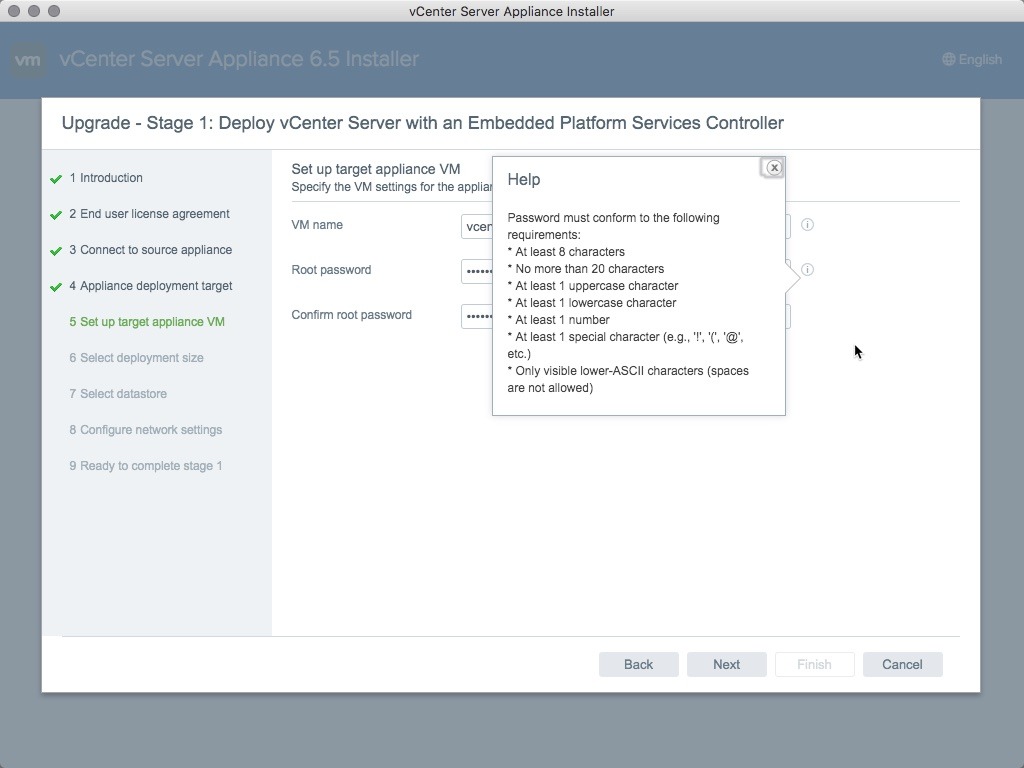 vCenter Server Appliance Installer
vm vCenter Server Appliance 6.5 Installer
English
Upgrade - Stage 1: Deploy vCenter Server with an Embedded Platform Services Controller
1 Introduction
2 End user license agreement
3 Connect to source appliance
4 Appliance deployment target
5 Set up target appliance VM
6 Select deployment size
7 Select datastore
8 Configure network settings
9 Ready to complete stage 1
Set up target appliance VM
Specify the VM settings for the applian
VM name
vcen
Root password
Confirm root password
x
Help
Password must conform to the following
requirements:
* At least 8 characters
* No more than 20 characters
* At least 1 uppercase character
* At least 1 lowercase character
* At least 1 number
* At least 1 special character (e.g., '!', '(', '@',
etc.)
* Only visible lower-ASCII characters (spaces
are not allowed)
Back
Next
Finish
Cancel